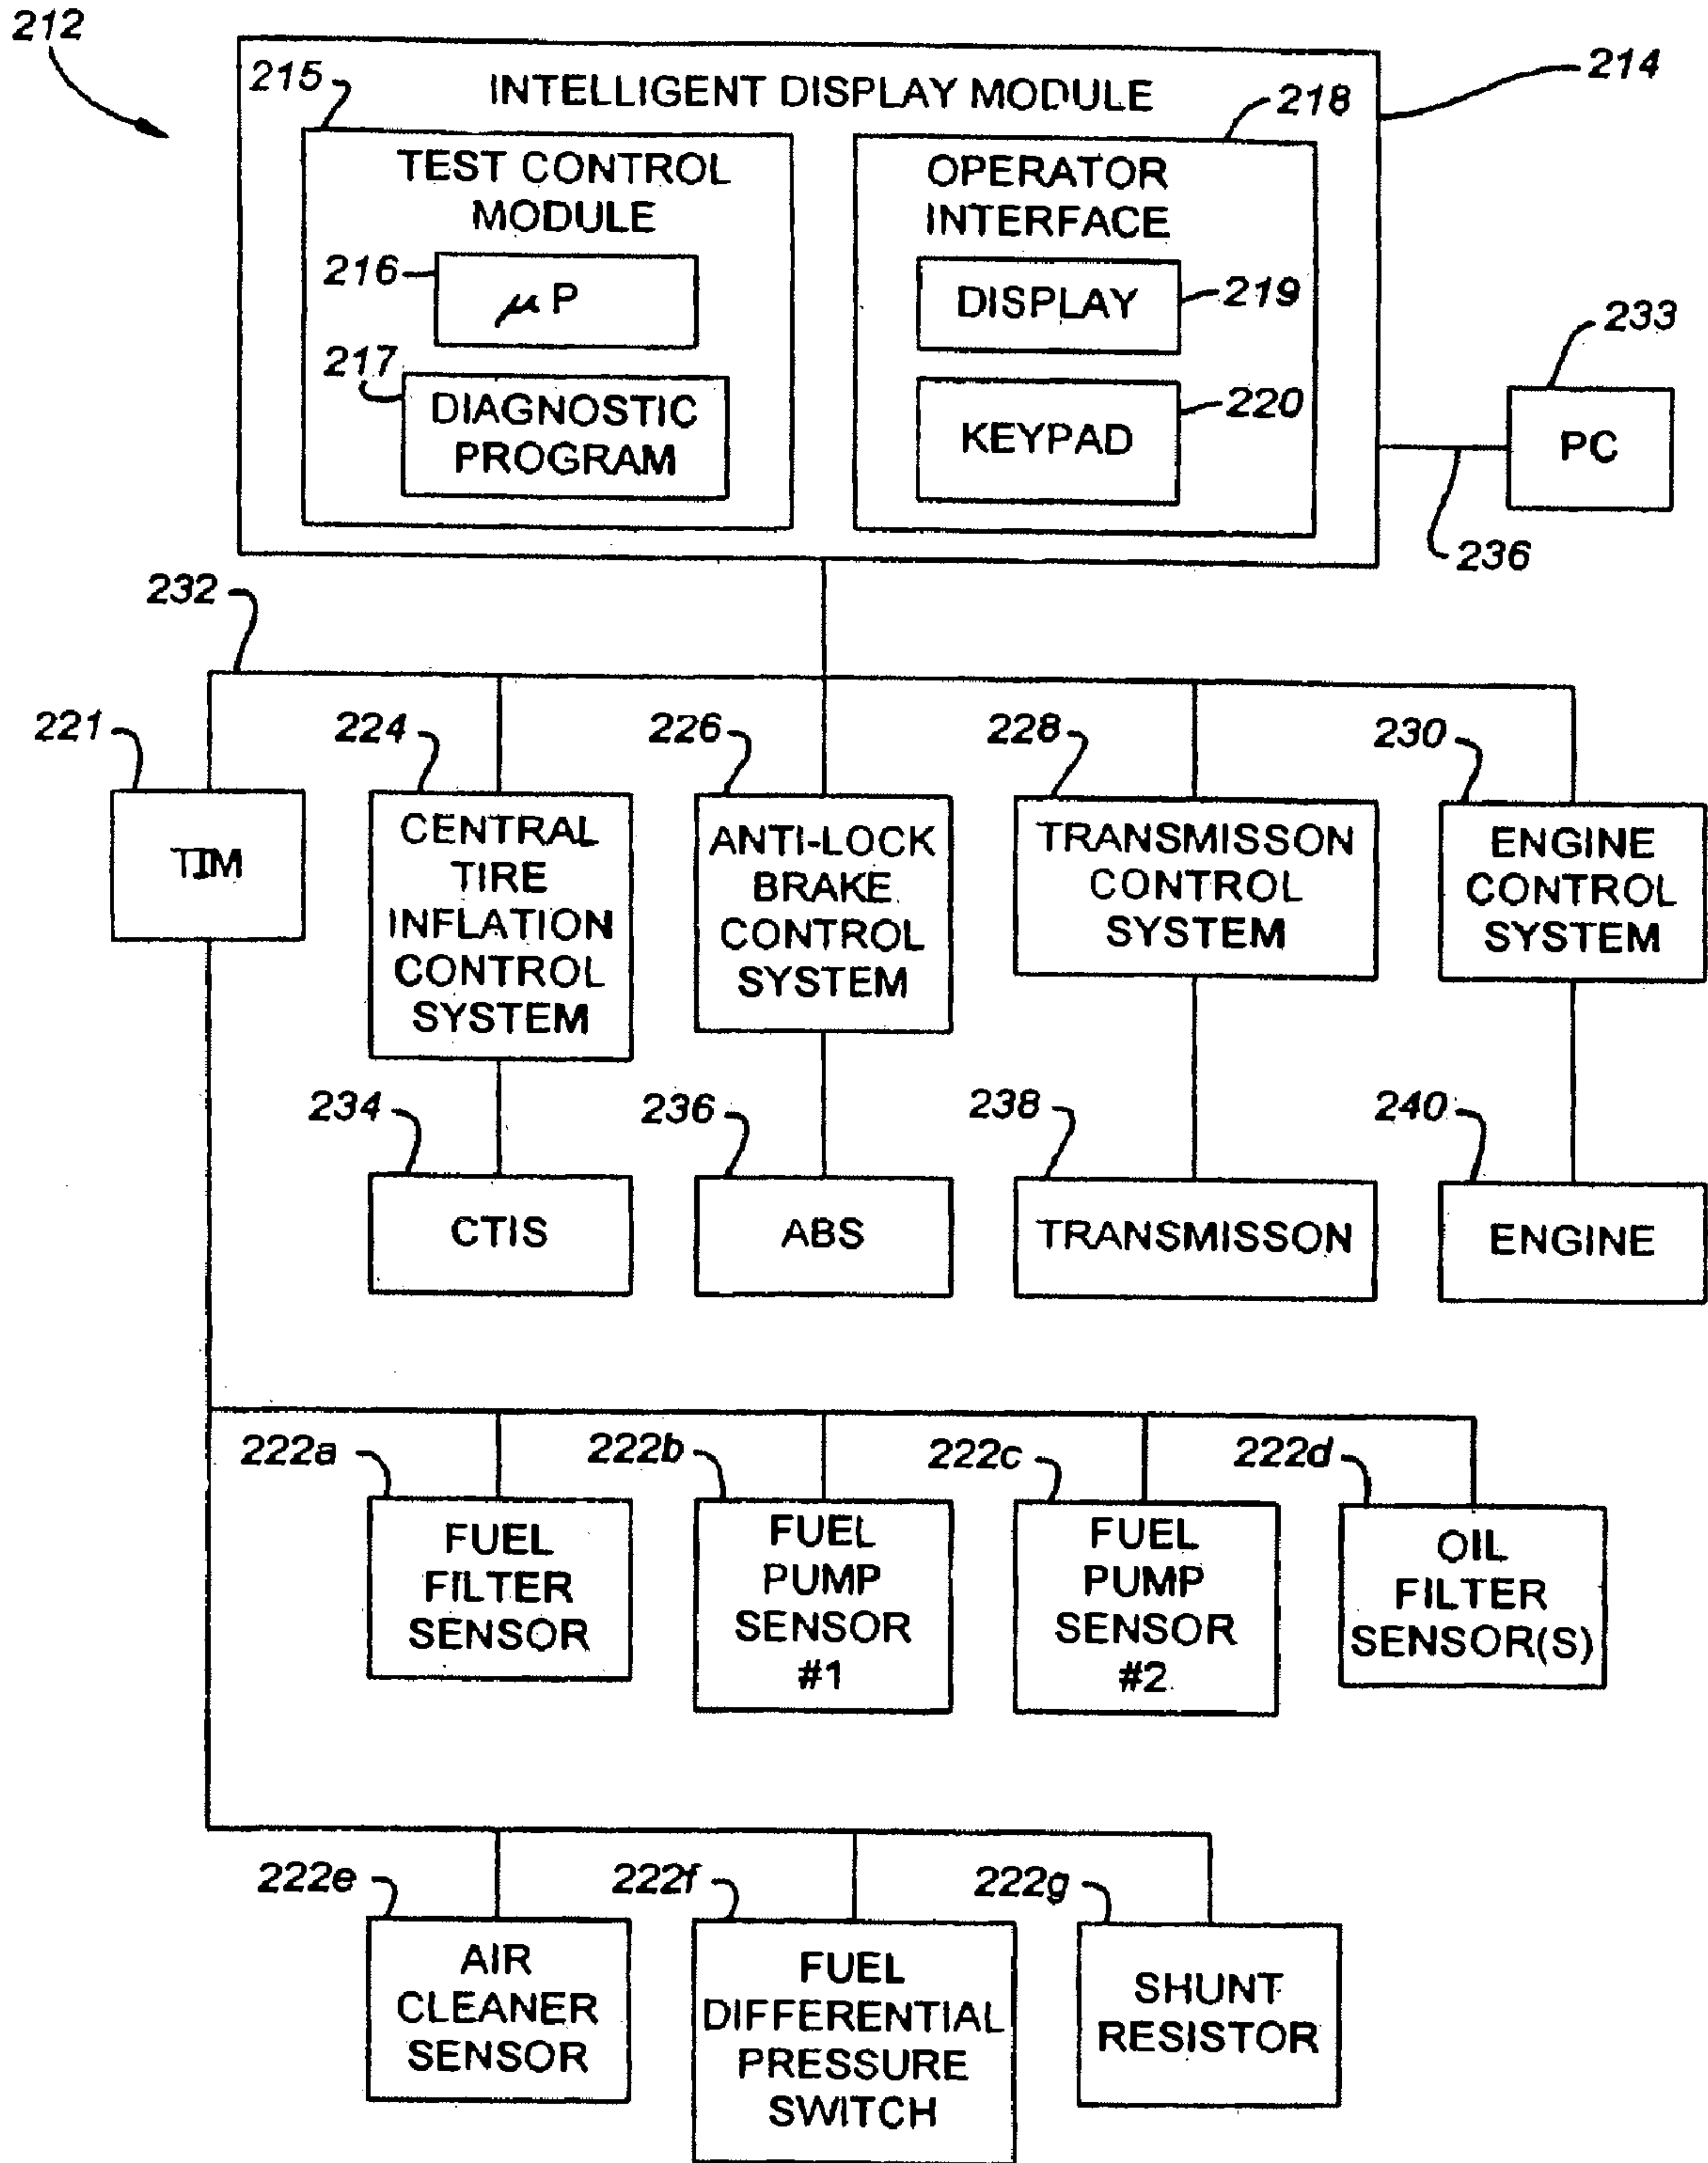 212
214
INTELLIGENT DISPLAY MODULE
215
218
TEST CONTROL
MODULE
216
μP
217
DIAGNOSTIC
PROGRAM
OPERATOR
INTERFACE
DISPLAY
219
KEYPAD
220
233
PC
236
232
221
TIM
224
CENTRAL
TIRE
INFLATION
CONTROL
SYSTEM
226
ANTI-LOCK
BRAKE
CONTROL
SYSTEM
228
TRANSMISSON
CONTROL
SYSTEM
230
ENGINE
CONTROL
SYSTEM
234
CTIS
236
ABS
238
TRANSMISSON
240
ENGINE
222a
FUEL
FILTER
SENSOR
222b
FUEL
PUMP
SENSOR
#1
222c
FUEL
PUMP
SENSOR
#2
222d
OIL
FILTER
SENSOR(S)
222e
AIR
CLEANER
SENSOR
222f
FUEL
DIFFERENTIAL
PRESSURE
SWITCH
222g
SHUNT
RESISTOR